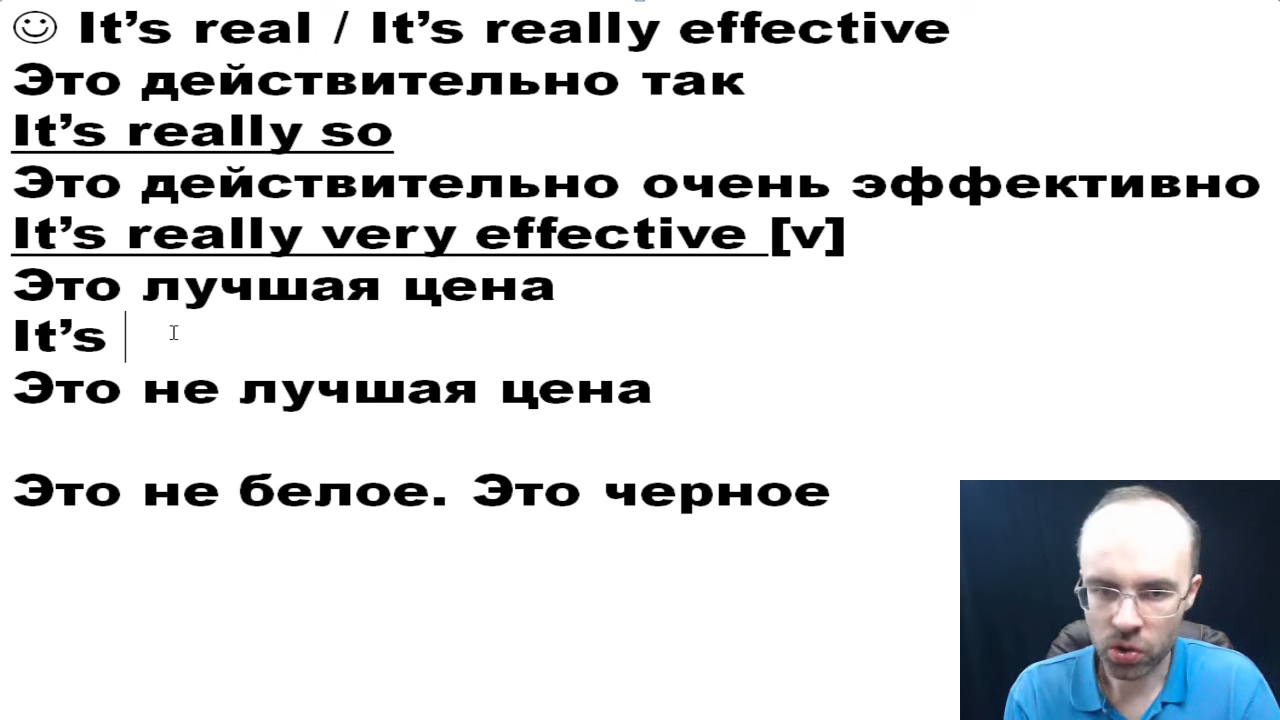 ☺ It’s real / It’s really effective
Это действительно так
It’s really so
Это действительно очень эффективно
It’s really very effective [v]
Это лучшая цена
It’s
Это не лучшая цена
Это не белое. Это черное